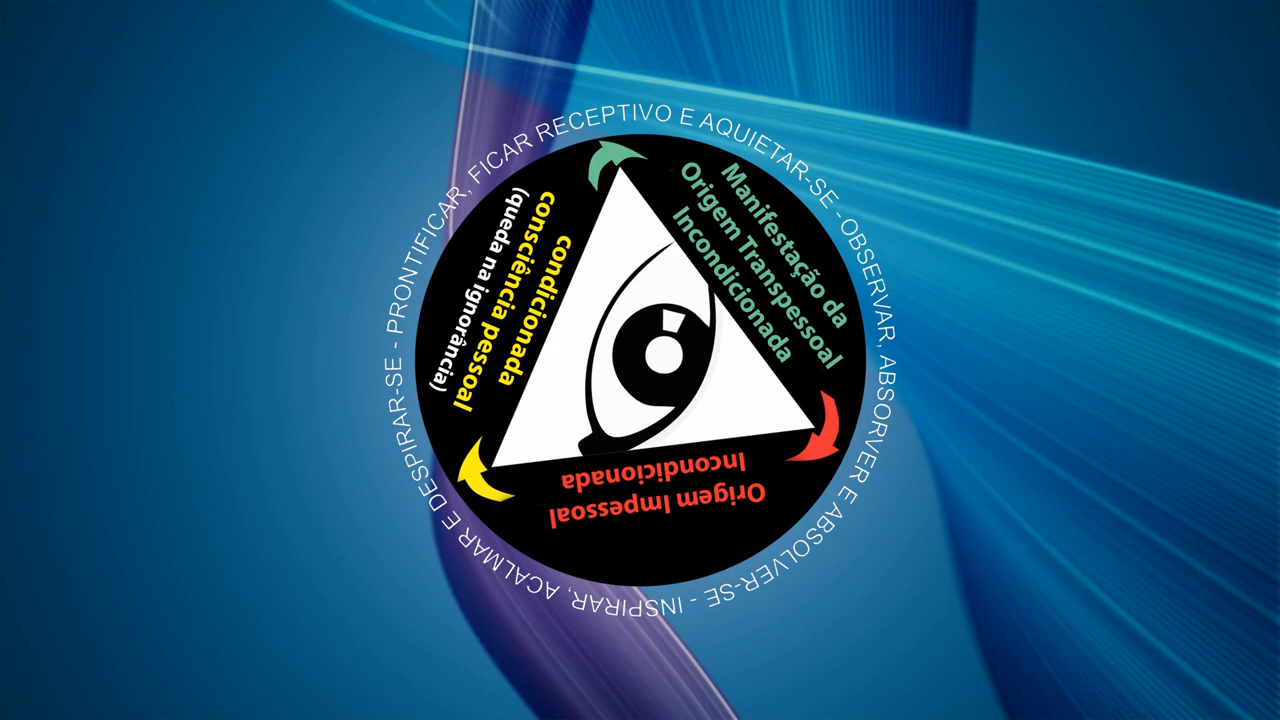 PRONTIFICAR, FICAR RECEPTIVO E AQUIETAR-SE - OBSERVAR, ABSORVER E ABSOLVER-SE - INSPIRAR, ACALMAR E DESPIRAR-SE -
Manifestação da
Origem Transpessoal
Incondicionada
Origem Impessoal
Incondicionada
condicionada
consciência pessoal
(queda na ignorância)